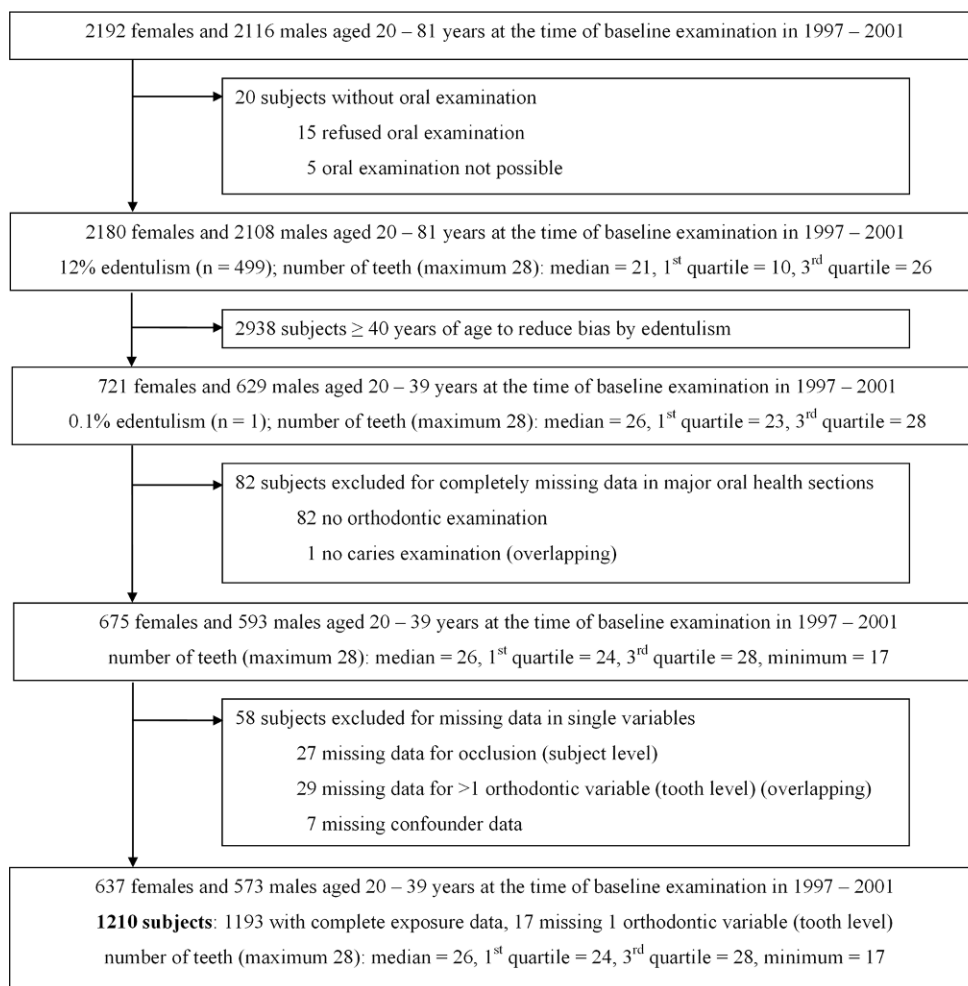 2192 females and 2116 males aged 20 – 81 years at the time of baseline examination in 1997 – 2001
20 subjects without oral examination
15 refused oral examination
5 oral examination not possible
2180 females and 2108 males aged 20 – 81 years at the time of baseline examination in 1997 – 2001
12% edentulism (n = 499); number of teeth (maximum 28): median = 21, 1st quartile = 10, 3rd quartile = 26
2938 subjects ≥ 40 years of age to reduce bias by edentulism
721 females and 629 males aged 20 – 39 years at the time of baseline examination in 1997 – 2001
0.1% edentulism (n = 1); number of teeth (maximum 28): median = 26, 1st quartile = 23, 3rd quartile = 28
82 subjects excluded for completely missing data in major oral health sections
82 no orthodontic examination
1 no caries examination (overlapping)
675 females and 593 males aged 20 – 39 years at the time of baseline examination in 1997 – 2001
number of teeth (maximum 28): median = 26, 1st quartile = 24, 3rd quartile = 28, minimum = 17
58 subjects excluded for missing data in single variables
27 missing data for occlusion (subject level)
29 missing data for >1 orthodontic variable (tooth level) (overlapping)
7 missing confounder data
637 females and 573 males aged 20 – 39 years at the time of baseline examination in 1997 – 2001
1210 subjects: 1193 with complete exposure data, 17 missing 1 orthodontic variable (tooth level)
number of teeth (maximum 28): median = 26, 1st quartile = 24, 3rd quartile = 28, minimum = 17